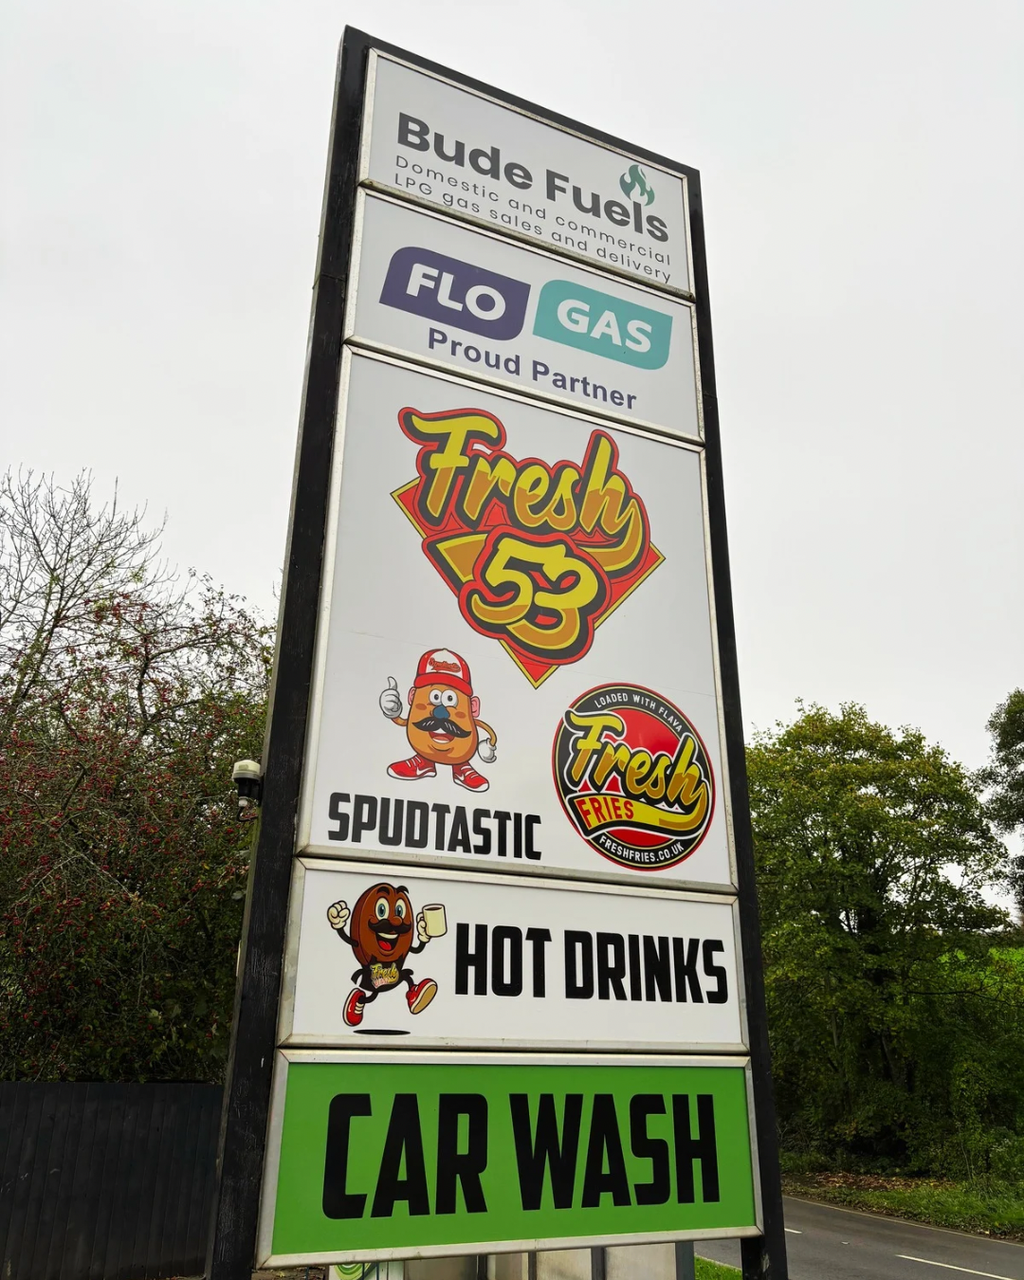 Bude Fuels
Domestic and commercial
LPG gas sales and delivery
FLO GAS
Proud Partner
Fresh
53
SPUDTASTIC
LOADED WITH FLAVA
Fresh
FRIES
FRESHFRIES.CO.UK
HOT DRINKS
Fresh
CAR WASH